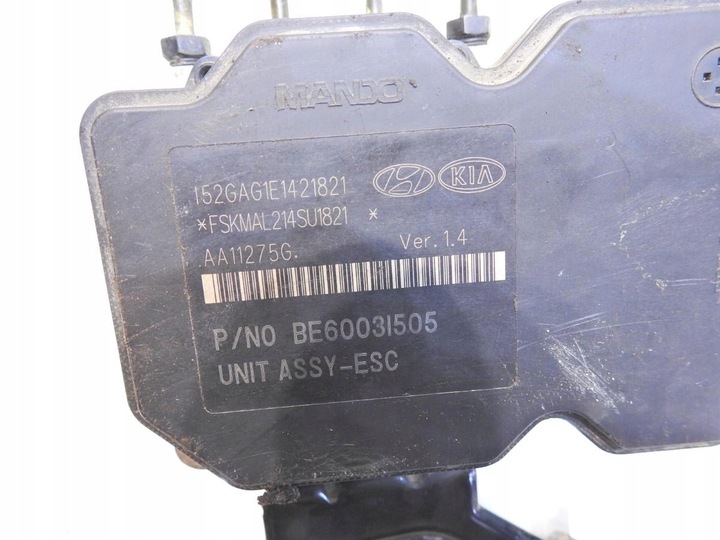 MANDO
I52GAG1E1421821
KIA
*FSKMAL214SU1821 *
AA11275G. Ver. 1.4
P/NO BE6003I505
UNIT ASSY-ESC